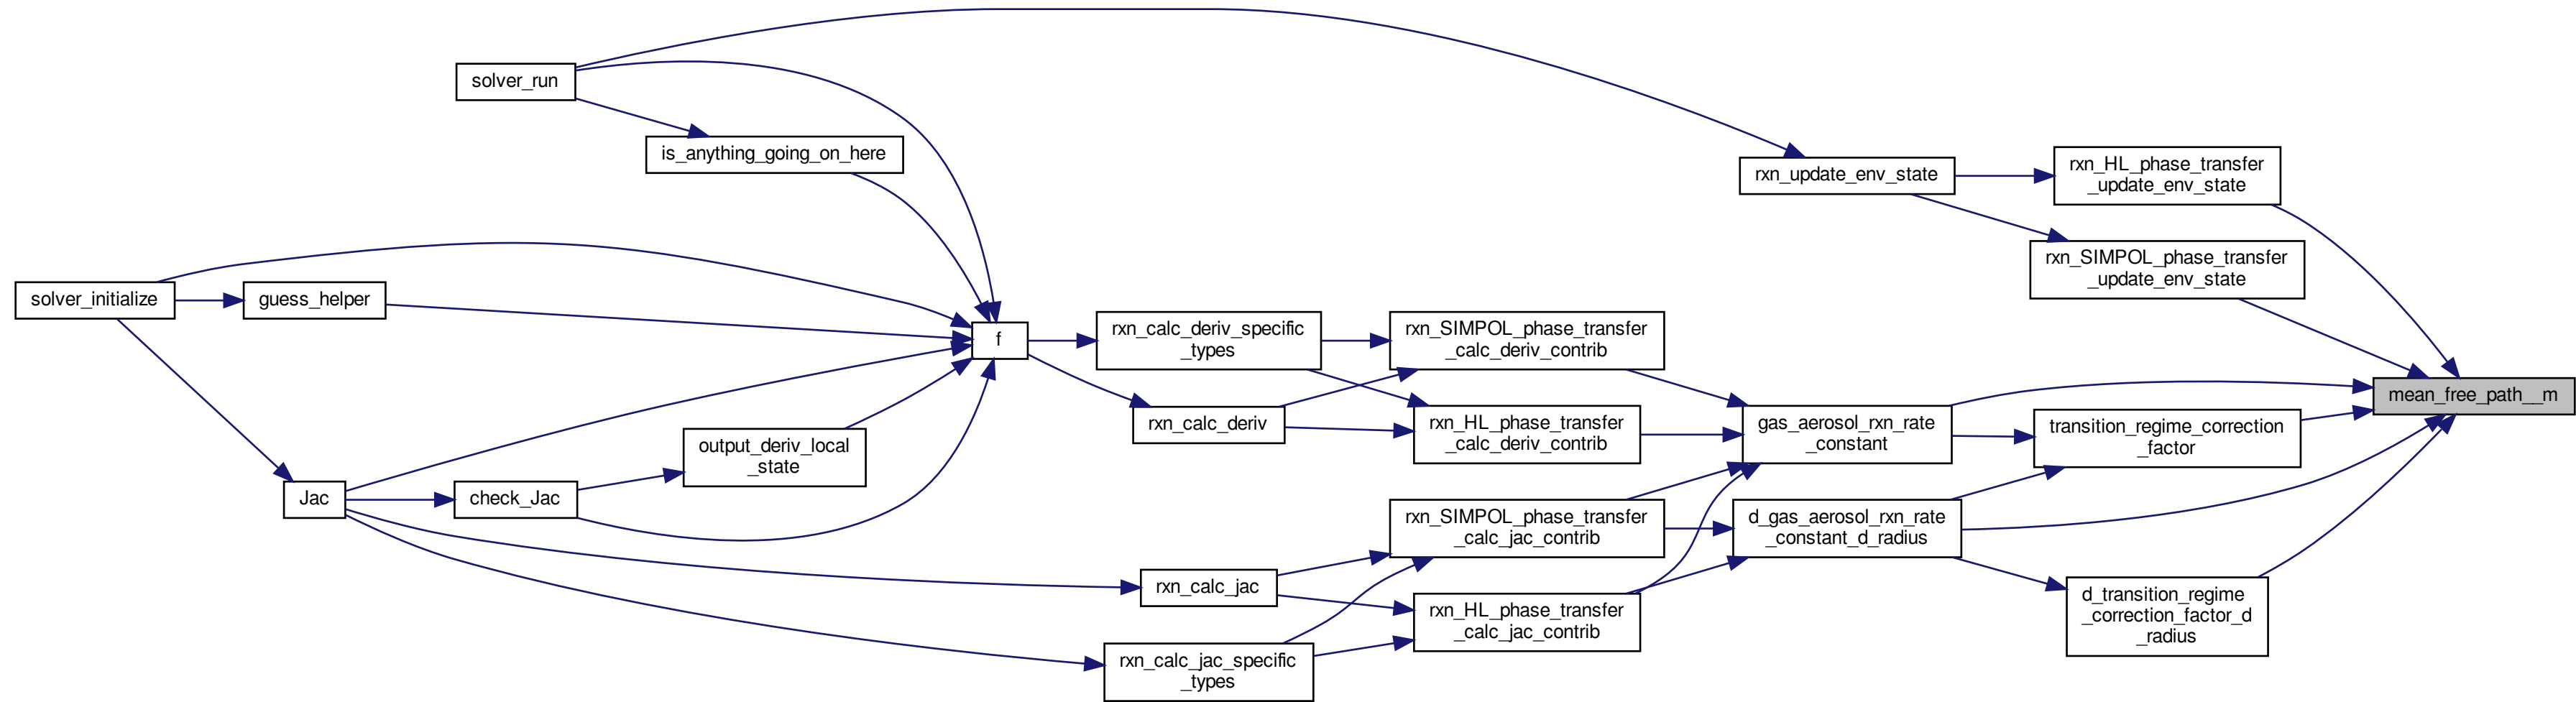 solver_run
is_anything_going_on_here
rxn_update_env_state
rxn_HL_phase_transfer
_update_env_state
rxn_SIMPOL_phase_transfer
_update_env_state
solver_initialize
guess_helper
f
rxn_calc_deriv_specific
_types
rxn_SIMPOL_phase_transfer
_calc_deriv_contrib
mean_free_path__m
rxn_calc_deriv
rxn_HL_phase_transfer
_calc_deriv_contrib
gas_aerosol_rxn_rate
_constant
transition_regime_correction
_factor
output_deriv_local
_state
Jac
check_Jac
rxn_SIMPOL_phase_transfer
_calc_jac_contrib
d_gas_aerosol_rxn_rate
_constant_d_radius
rxn_calc_jac
rxn_HL_phase_transfer
_calc_jac_contrib
d_transition_regime
_correction_factor_d
_radius
rxn_calc_jac_specific
_types